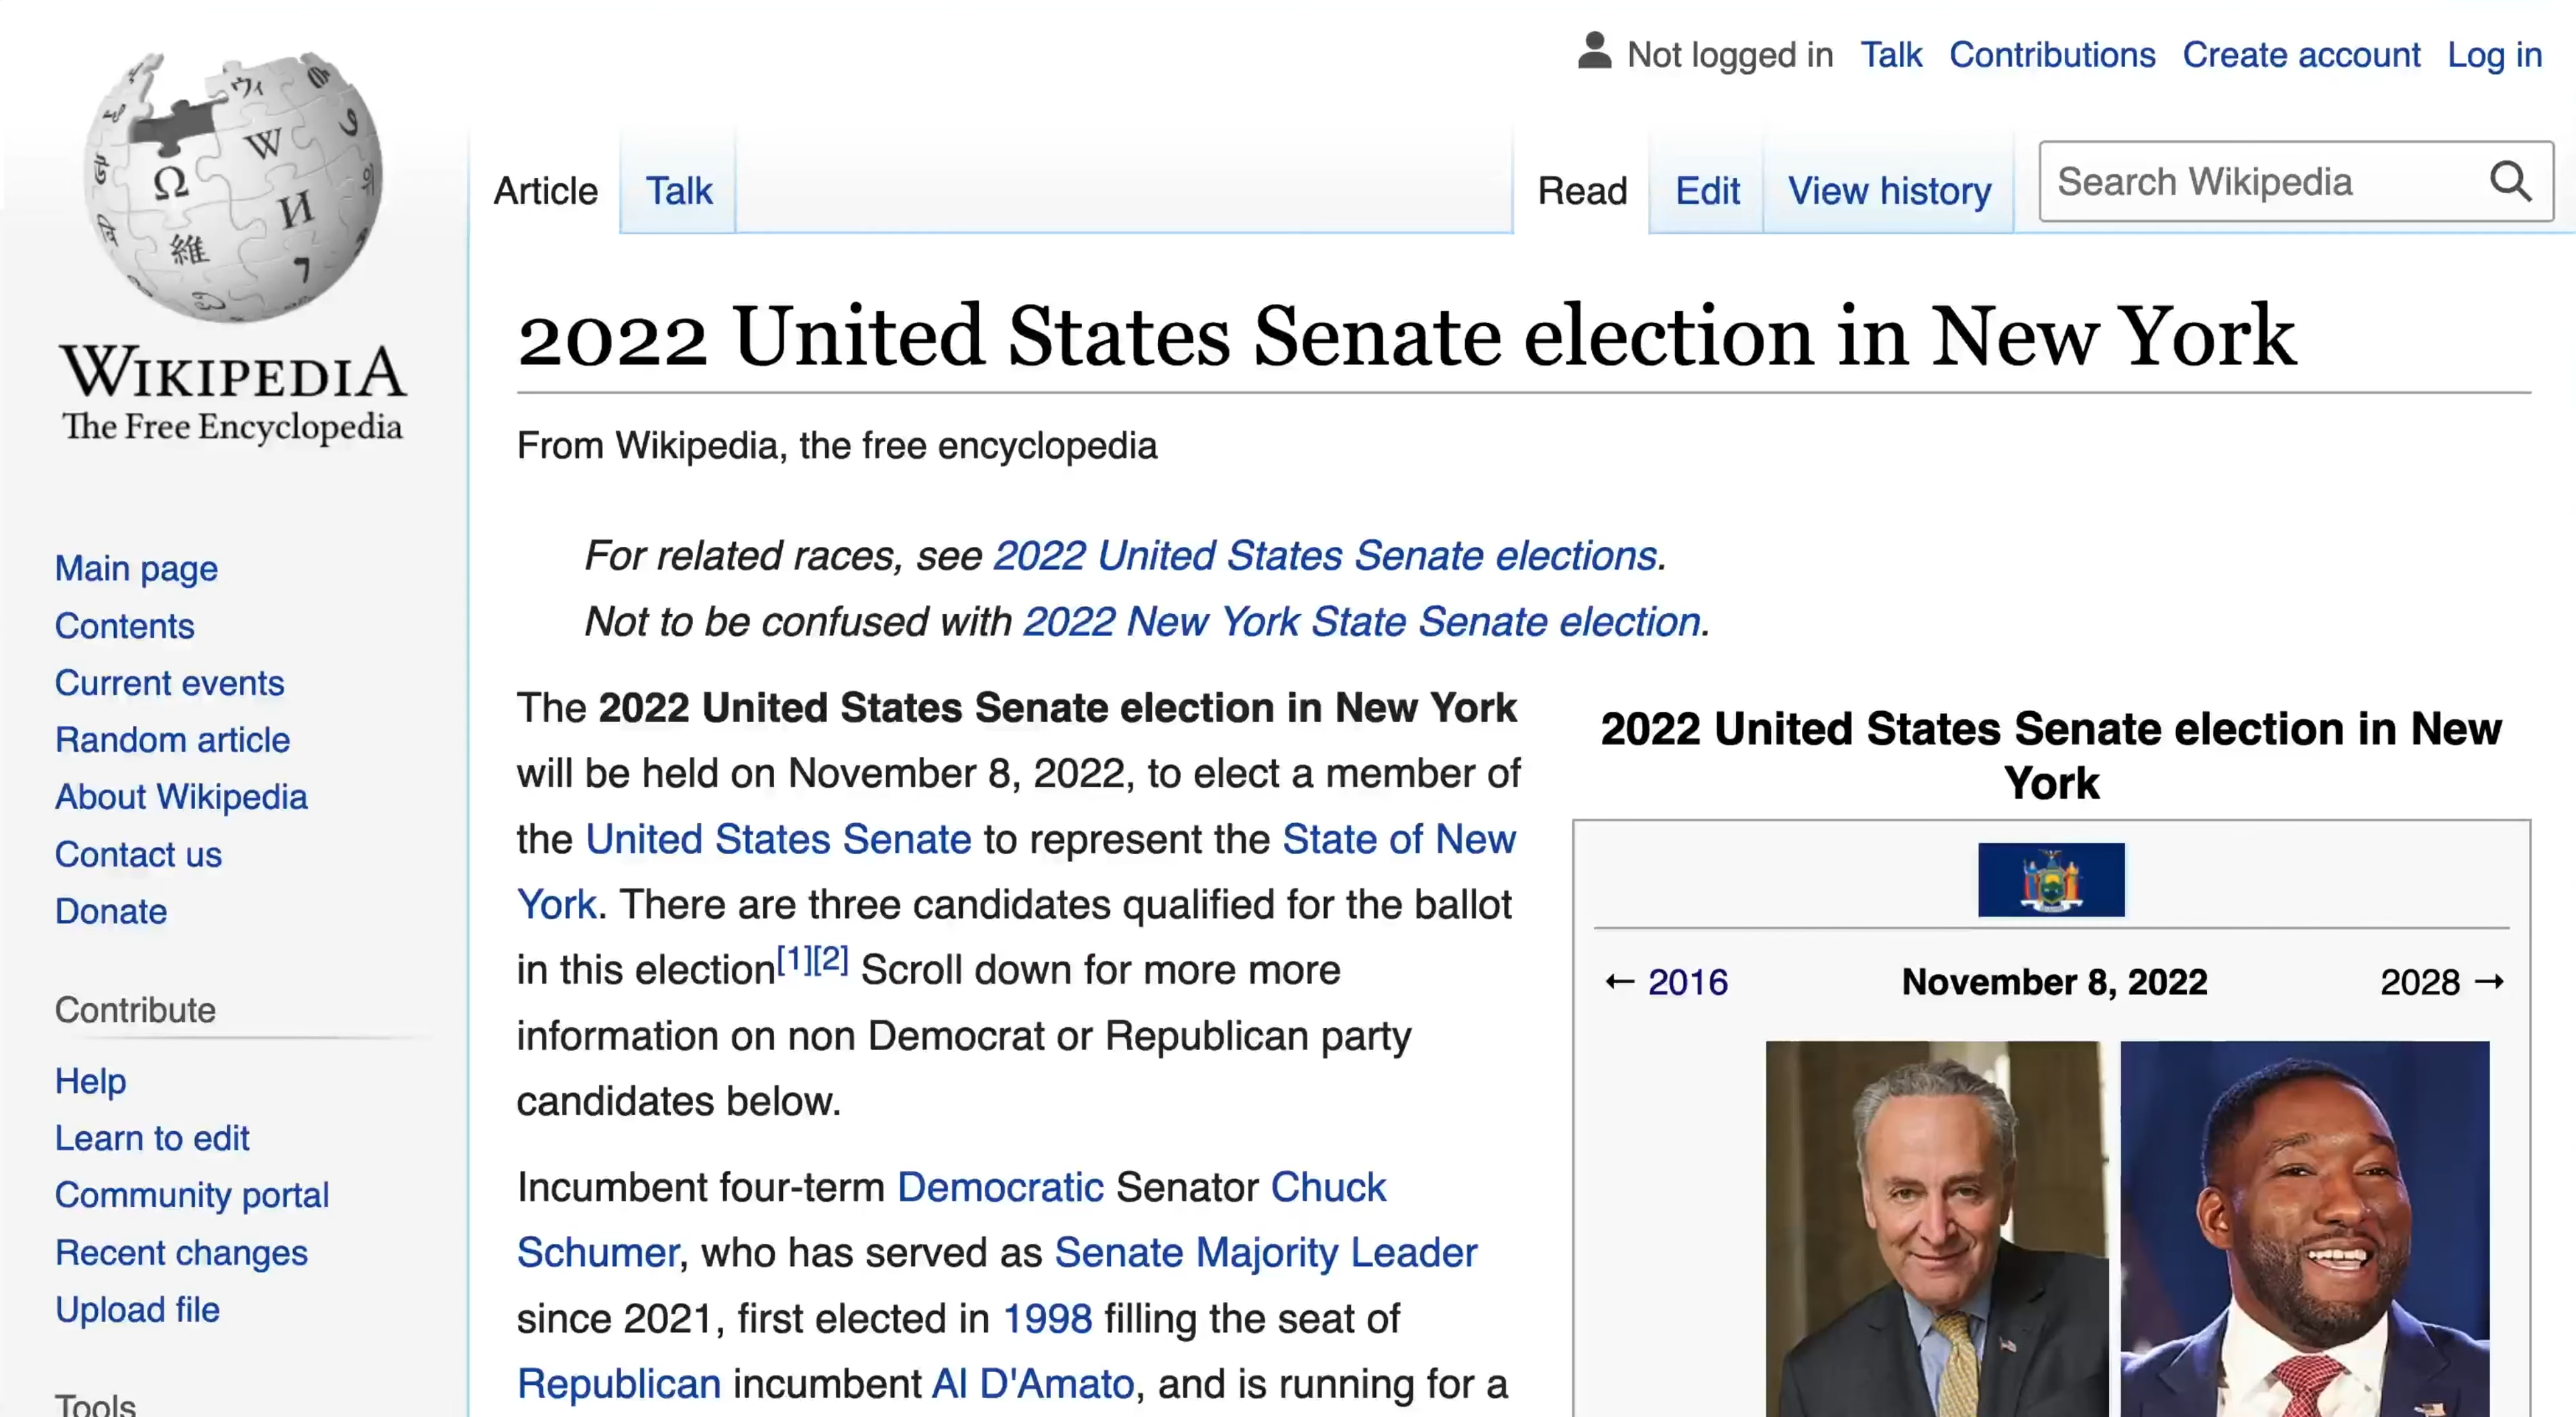 Not logged in Talk Contributions Create account Log in
Article Talk Read Edit View history Search Wikipedia
WIKIPEDIA
The Free Encyclopedia
Main page
Contents
Current events
Random article
About Wikipedia
Contact us
Donate
Contribute
Help
Learn to edit
Community portal
Recent changes
Upload file
Tools
2022 United States Senate election in New York
From Wikipedia, the free encyclopedia
For related races, see 2022 United States Senate elections.
Not to be confused with 2022 New York State Senate election.
The 2022 United States Senate election in New York
will be held on November 8, 2022, to elect a member of
the United States Senate to represent the State of New
York. There are three candidates qualified for the ballot
in this election[1][2] Scroll down for more more
information on non Democrat or Republican party
candidates below.
Incumbent four-term Democratic Senator Chuck
Schumer, who has served as Senate Majority Leader
since 2021, first elected in 1998 filling the seat of
Republican incumbent Al D'Amato, and is running for a
2022 United States Senate election in New
York
← 2016 November 8, 2022 2028 →